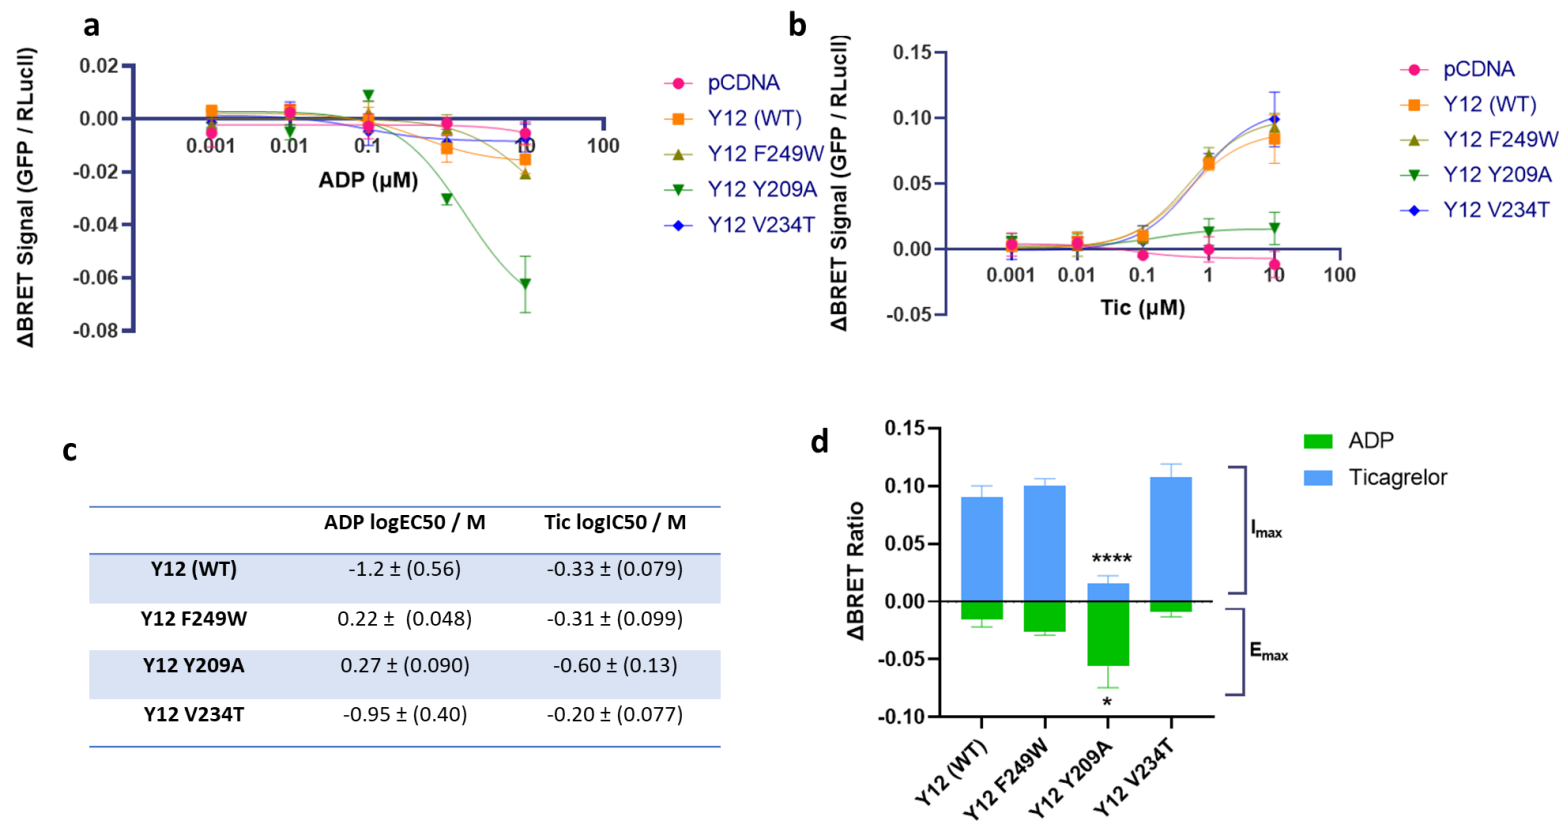 a
ΔBRET Signal (GFP / RLucII)
0.02
0.00
-0.02
-0.04
-0.06
-0.08
0.001
0.01
0.1
10
100
ADP (µM)
pCDNA
Y12 (WT)
Y12 F249W
Y12 Y209A
Y12 V234T
b
ΔBRET Signal (GFP / RLucII)
0.15
0.10
0.05
0.00
-0.05
0.001
0.01
0.1
1
10
100
Tic (µM)
pCDNA
Y12 (WT)
Y12 F249W
Y12 Y209A
Y12 V234T
c
ADP logEC50 / M Tic logIC50 / M
Y12 (WT) -1.2 ± (0.56) -0.33 ± (0.079)
Y12 F249W 0.22 ± (0.048) -0.31 ± (0.099)
Y12 Y209A 0.27 ± (0.090) -0.60 ± (0.13)
Y12 V234T -0.95 ± (0.40) -0.20 ± (0.077)
d
ΔBRET Ratio
0.15
0.10
0.05
0.00
-0.05
-0.10
****
*
Y12 (WT)
Y12 F249W
Y12 Y209A
Y12 V234T
ADP
Ticagrelor
Imax
Emax